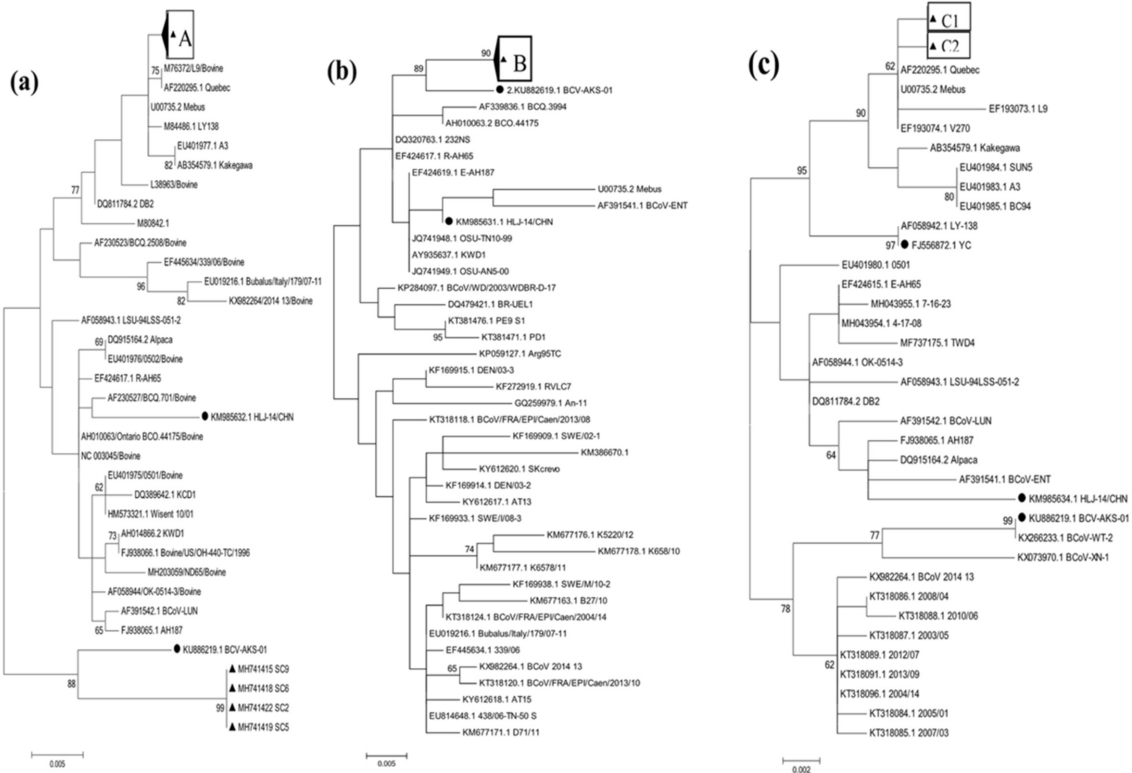 (a)
A
75
M76372/L9/Bovine
AF220295.1 Quebec
U00735.2 Mebus
M84486.1 LY138
EU401977.1 A3
82
AB354579.1 Kakegawa
L38963/Bovine
77
DQ811784.2 DB2
M80842.1
AF230523/BCQ.2508/Bovine
EF445634/339/06/Bovine
96
EU019216.1 Bubalus/Italy/179/07-11
82
KX982264/2014 13/Bovine
AF058943.1 LSU-94LSS-051-2
69
DQ915164.2 Alpaca
EU401976/0502/Bovine
EF424617.1 R-AH65
AF230527/BCQ.701/Bovine
KM985632.1 HLJ-14/CHN
AH010063/Ontario BCO.44175/Bovine
NC 003045/Bovine
EU401975/0501/Bovine
62
DQ389642.1 KCD1
HM573321.1 Wisent 10/01
73
AH014866.2 KWD1
FJ938066.1 Bovine/US/OH-440-TC/1996
MH203059/ND65/Bovine
AF058944/OK-0514-3/Bovine
AF391542.1 BCoV-LUN
65
FJ938065.1 AH187
KU886219.1 BCV-AKS-01
88
MH741415 SC9
MH741418 SC6
99
MH741422 SC2
MH741419 SC5
0.005
(b)
90
B
89
2.KU882619.1 BCV-AKS-01
AF339836.1 BCQ.3994
AH010063.2 BCO.44175
DQ320763.1 232NS
EF424617.1 R-AH65
EF424619.1 E-AH187
U00735.2 Mebus
AF391541.1 BCoV-ENT
KM985631.1 HLJ-14/CHN
JQ741948.1 OSU-TN10-99
AY935637.1 KWD1
JQ741949.1 OSU-AN5-00
KP284097.1 BCoV/WD/2003/WDBR-D-17
DQ479421.1 BR-UEL1
KT381476.1 PE9 S1
95
KT381471.1 PD1
KP059127.1 Arg95TC
KF169915.1 DEN/03-3
KF272919.1 RVLC7
GQ259979.1 An-11
KT318118.1 BCoV/FRA/EPI/Caen/2013/08
KF169909.1 SWE/02-1
KM386670.1
KY612620.1 SKcrevo
KF169914.1 DEN/03-2
KY612617.1 AT13
KF169933.1 SWE/I/08-3
KM677176.1 K5220/12
74
KM677178.1 K658/10
KM677177.1 K6578/11
KF169938.1 SWE/M/10-2
KM677163.1 B27/10
KT318124.1 BCoV/FRA/EPI/Caen/2004/14
EU019216.1 Bubalus/Italy/179/07-11
EF445634.1 339/06
65
KX982264.1 BCoV 2014 13
KT318120.1 BCoV/FRA/EPI/Caen/2013/10
KY612618.1 AT15
EU814648.1 438/06-TN-50 S
KM677171.1 D71/11
0.005
(c)
C1
C2
62
AF220295.1 Quebec
U00735.2 Mebus
EF193073.1 L9
90
EF193074.1 V270
AB354579.1 Kakegawa
95
EU401984.1 SUN5
EU401983.1 A3
80
EU401985.1 BC94
AF058942.1 LY-138
97
FJ556872.1 YC
EU401980.1 0501
EF424615.1 E-AH65
MH043955.1 7-16-23
MH043954.1 4-17-08
MF737175.1 TWD4
AF058944.1 OK-0514-3
AF058943.1 LSU-94LSS-051-2
DQ811784.2 DB2
AF391542.1 BCoV-LUN
FJ938065.1 AH187
64
DQ915164.2 Alpaca
AF391541.1 BCoV-ENT
KM985634.1 HLJ-14/CHN
99
KU886219.1 BCV-AKS-01
77
KX266233.1 BCoV-WT-2
KX073970.1 BCoV-XN-1
KX982264.1 BCoV 2014 13
78
KT318086.1 2008/04
KT318088.1 2010/06
KT318087.1 2003/05
KT318089.1 2012/07
62
KT318091.1 2013/09
KT318096.1 2004/14
KT318084.1 2005/01
KT318085.1 2007/03
0.002